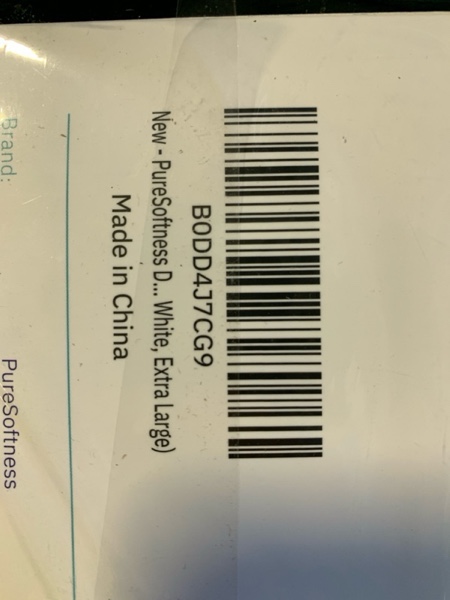 B0DD4J7CG9
New - PureSoftness D... White, Extra Large)
Made in China
Brand: PureSoftness